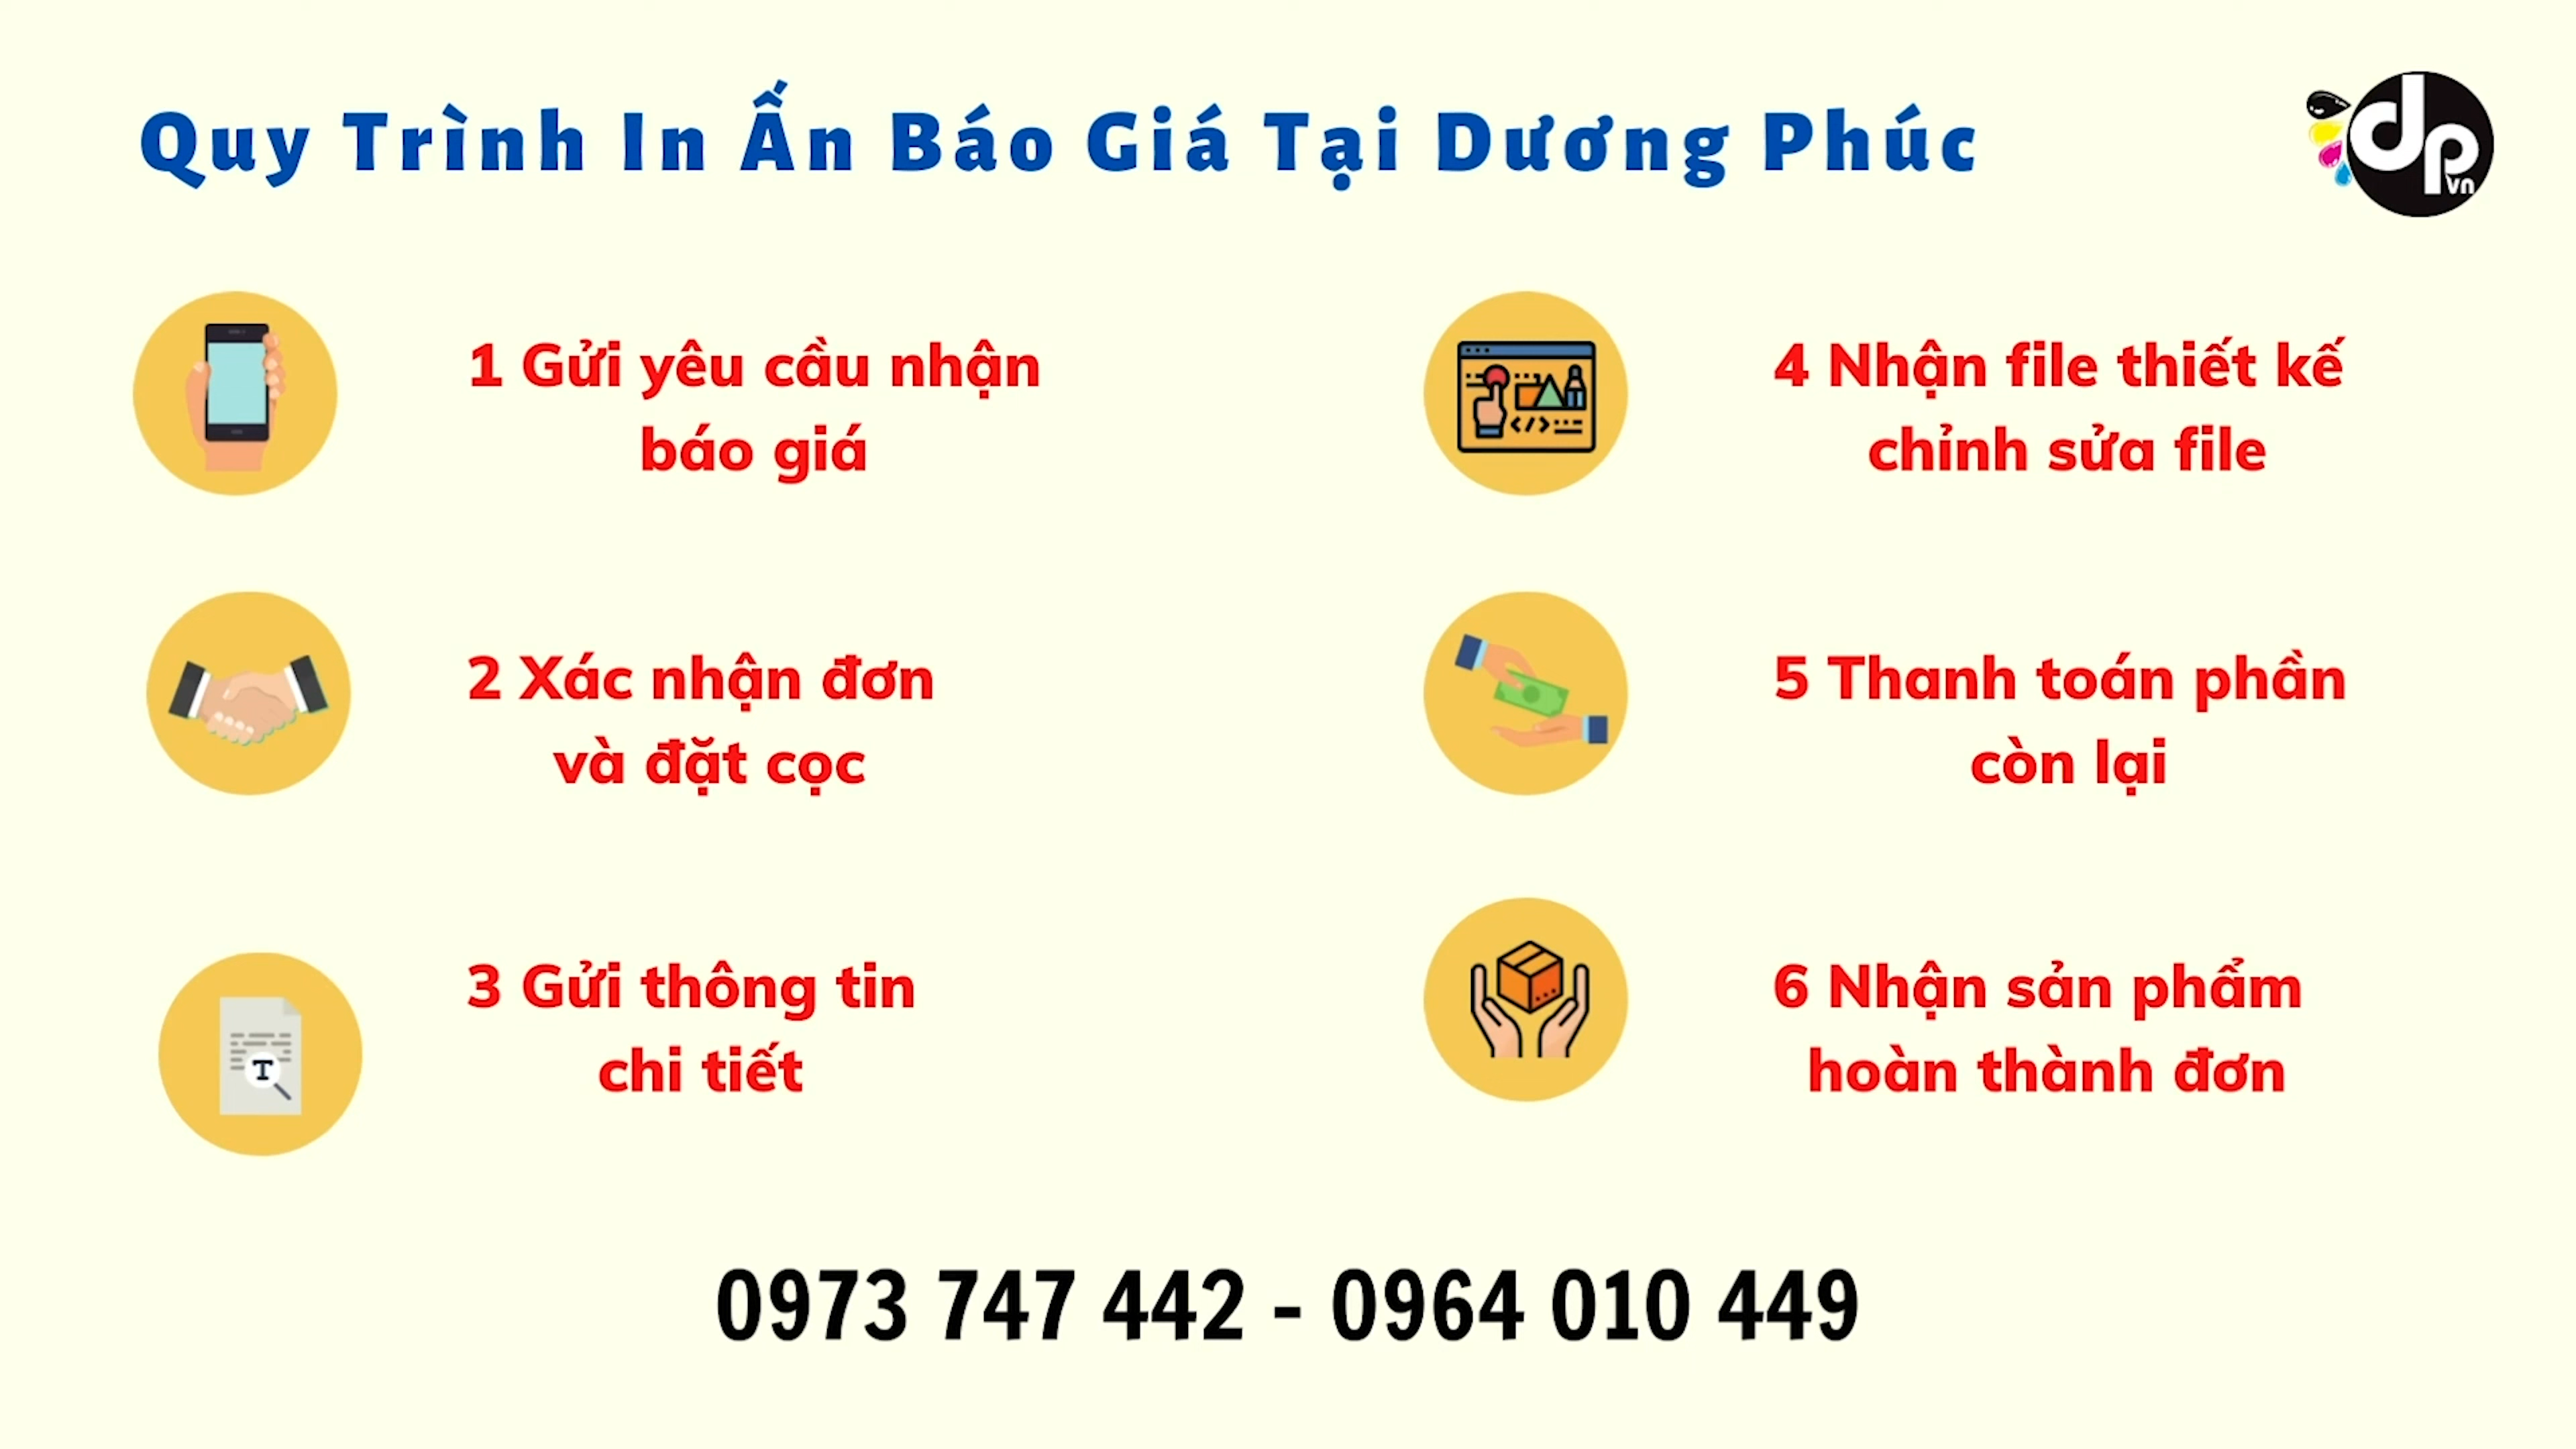 Quy Trình In Ấn Báo Giá Tại Dương Phúc
dp
vn
1 Gửi yêu cầu nhận
báo giá
2 Xác nhận đơn
và đặt cọc
3 Gửi thông tin
chi tiết
T
4 Nhận file thiết kế
chỉnh sửa file
</>
5 Thanh toán phần
còn lại
6 Nhận sản phẩm
hoàn thành đơn
0973 747 442 - 0964 010 449